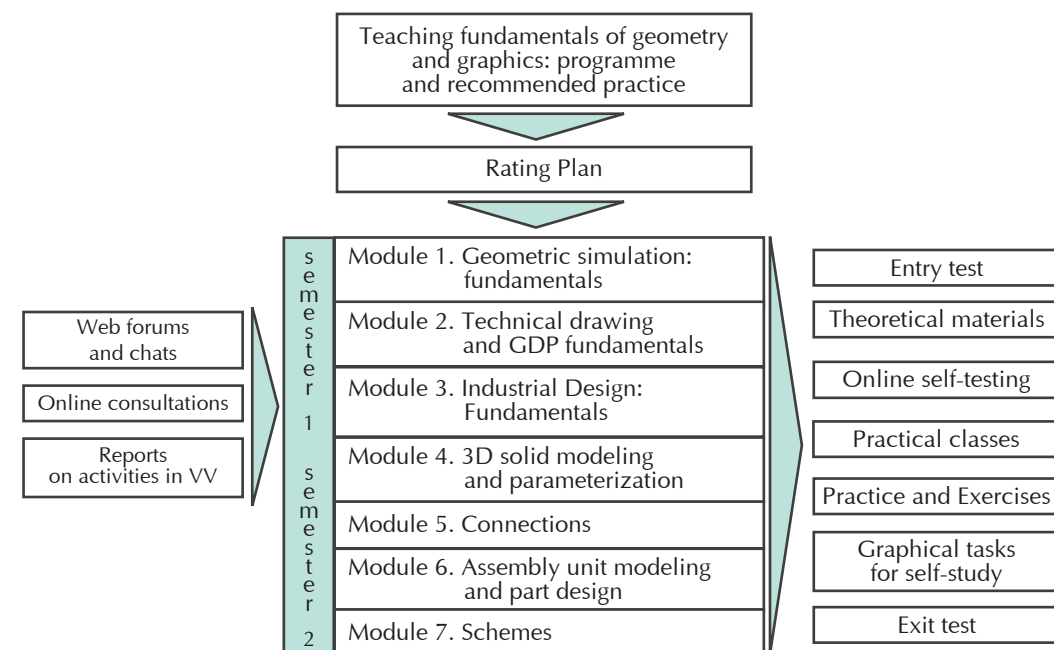 Teaching fundamentals of geometry
and graphics: programme
and recommended practice
Rating Plan
Web forums
and chats
Online consultations
Reports
on activities in VV
semester 1
semester 2
Module 1. Geometric simulation:
fundamentals
Module 2. Technical drawing
and GDP fundamentals
Module 3. Industrial Design:
Fundamentals
Module 4. 3D solid modeling
and parameterization
Module 5. Connections
Module 6. Assembly unit modeling
and part design
Module 7. Schemes
Entry test
Theoretical materials
Online self-testing
Practical classes
Practice and Exercises
Graphical tasks
for self-study
Exit test